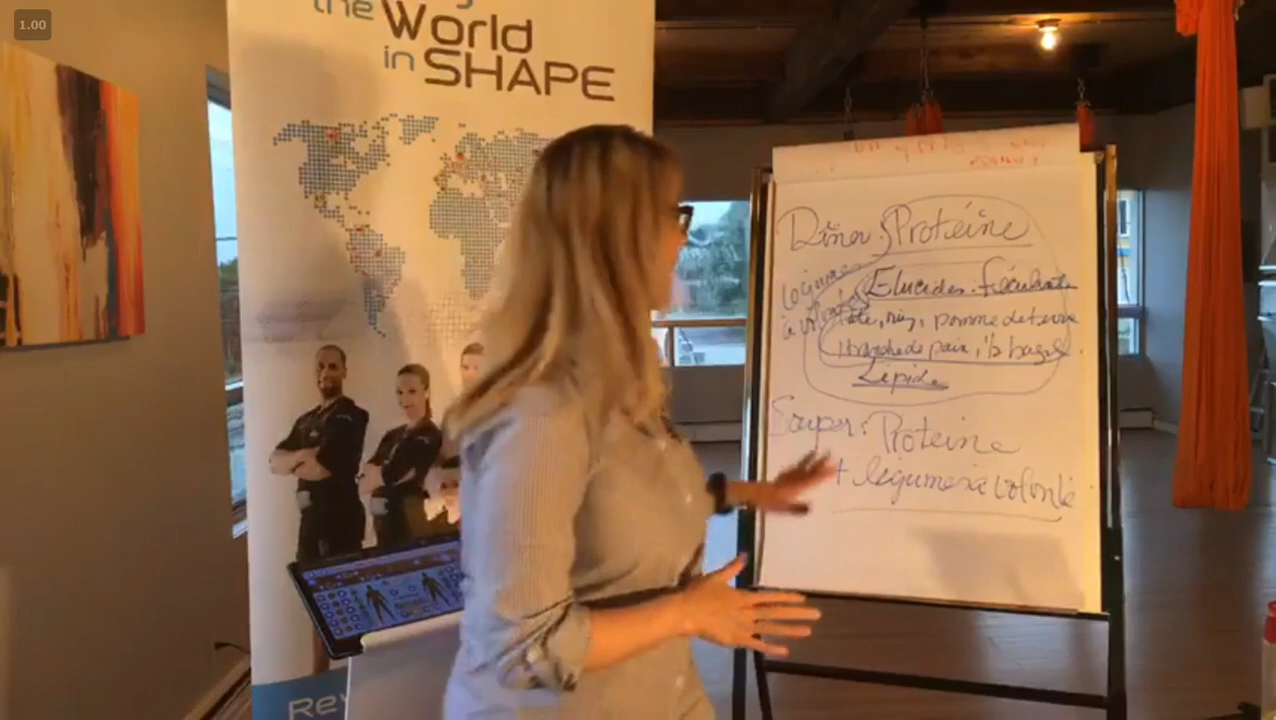 1.00
the World
in SHAPE
Dîner: Protéine
légumes
à volonté
Glucides. féculents
pâte, riz, pomme de terre
1 tranche de pain, ½ bagel
Lipide
Souper: Protéine
+ légumes à volonté
Rev